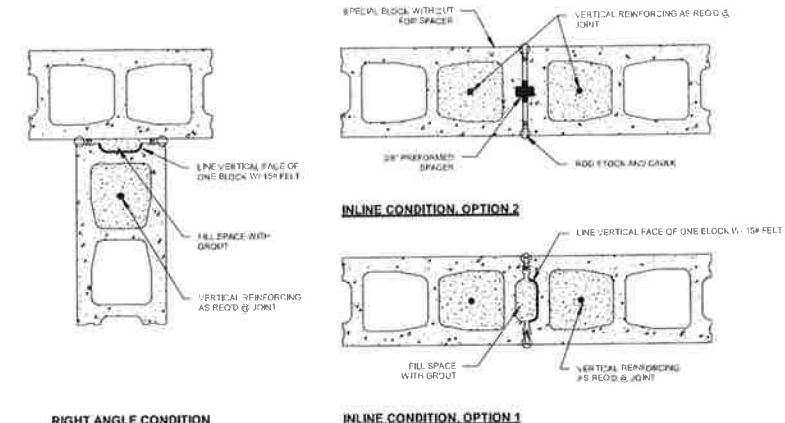 SPECIAL BLOCK WITH CUT
FOR SPACER
VERTICAL REINFORCING AS REQ'D @
JOINT
LINE VERTICAL FACE OF
ONE BLOCK W/ 15# FELT
FILL SPACE WITH
GROUT
VERTICAL REINFORCING
AS REQ'D @ JOINT
RIGHT ANGLE CONDITION
3/8" PREFORMED
SPACER
ROD STOCK AND CAULK
INLINE CONDITION, OPTION 2
LINE VERTICAL FACE OF ONE BLOCK W/ 15# FELT
FILL SPACE
WITH GROUT
VERTICAL REINFORCING
AS REQ'D @ JOINT
INLINE CONDITION, OPTION 1